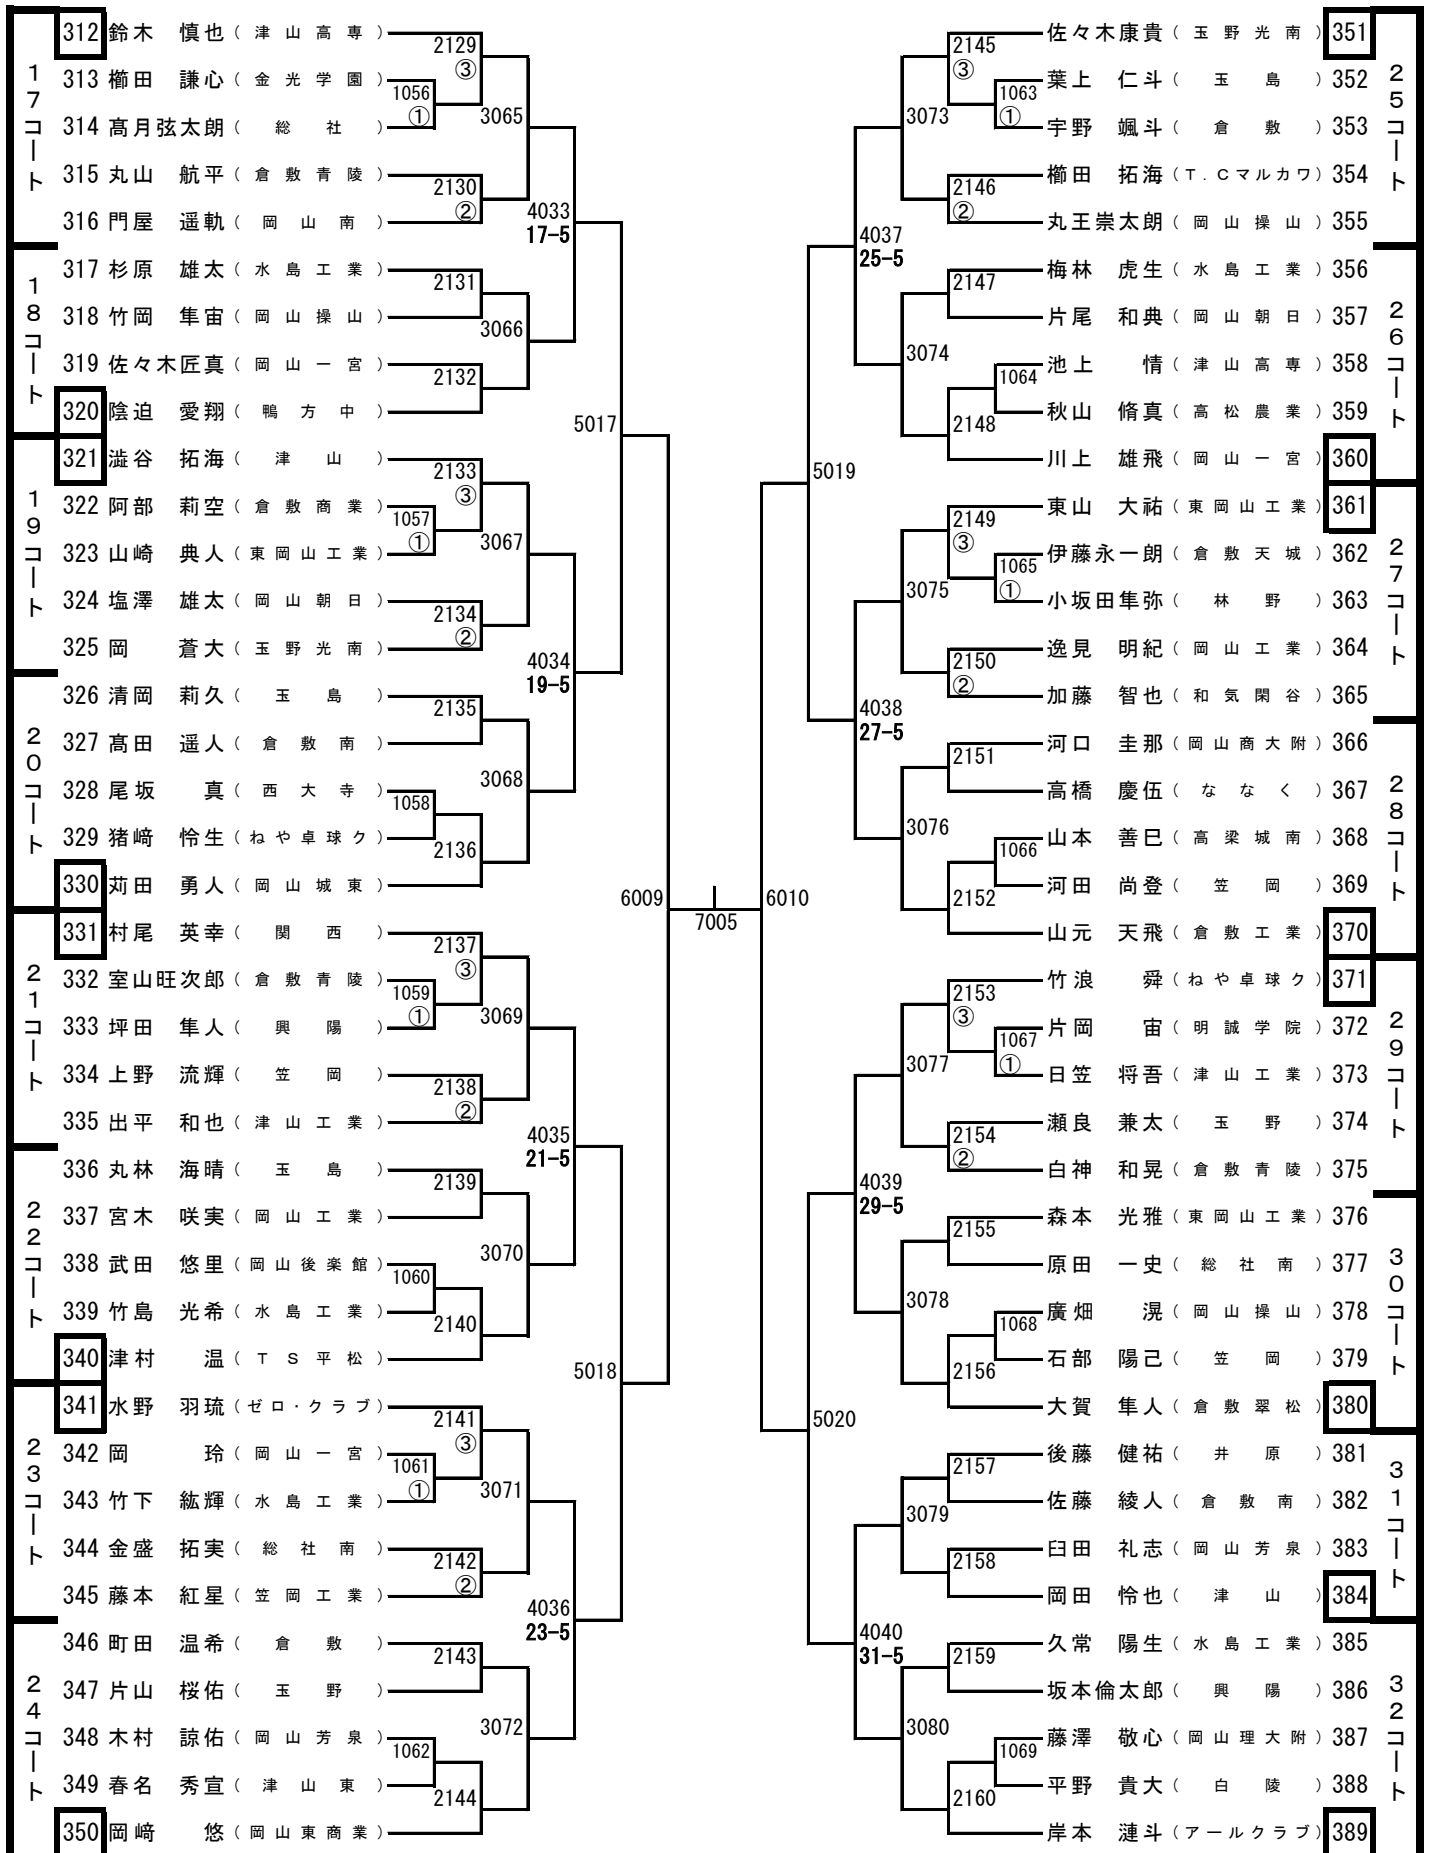 17コート
312 鈴木 慎也 (津山高専)
2129
③
313 櫛田 謙心 (金光学園)
1056
①
314 髙月弦太朗 (総社)
3065
315 丸山 航平 (倉敷青陵)
2130
②
316 門屋 遥軌 (岡山南)
4033
17-5
18コート
317 杉原 雄太 (水島工業)
2131
318 竹岡 隼宙 (岡山操山)
3066
319 佐々木匠真 (岡山一宮)
2132
320 陰迫 愛翔 (鴨方中)
5017
19コート
321 澁谷 拓海 (津山)
2133
③
322 阿部 莉空 (倉敷商業)
1057
①
323 山崎 典人 (東岡山工業)
3067
324 塩澤 雄太 (岡山朝日)
2134
②
325 岡 蒼大 (玉野光南)
4034
19-5
20コート
326 清岡 莉久 (玉島)
2135
327 髙田 遥人 (倉敷南)
3068
328 尾坂 真 (西大寺)
1058
329 猪﨑 怜生 (ねや卓球ク)
2136
330 苅田 勇人 (岡山城東)
6009
21コート
331 村尾 英幸 (関西)
2137
③
332 室山旺次郎 (倉敷青陵)
1059
①
333 坪田 隼人 (興陽)
3069
334 上野 流輝 (笠岡)
2138
②
335 出平 和也 (津山工業)
4035
21-5
22コート
336 丸林 海晴 (玉島)
2139
337 宮木 咲実 (岡山工業)
3070
338 武田 悠里 (岡山後楽館)
1060
339 竹島 光希 (水島工業)
2140
340 津村 温 (TS平松)
5018
23コート
341 水野 羽琉 (ゼロ・クラブ)
2141
③
342 岡 玲 (岡山一宮)
1061
①
343 竹下 紘輝 (水島工業)
3071
344 金盛 拓実 (総社南)
2142
②
345 藤本 紅星 (笠岡工業)
4036
23-5
24コート
346 町田 温希 (倉敷)
2143
347 片山 桜佑 (玉野)
3072
348 木村 諒佑 (岡山芳泉)
1062
349 春名 秀宣 (津山東)
2144
350 岡﨑 悠 (岡山東商業)
7005
25コート
佐々木康貴 (玉野光南) 351
2145
③
葉上 仁斗 (玉島) 352
1063
①
宇野 颯斗 (倉敷) 353
3073
櫛田 拓海 (T.Cマルカワ) 354
2146
②
丸王崇太朗 (岡山操山) 355
4037
25-5
26コート
梅林 虎生 (水島工業) 356
2147
片尾 和典 (岡山朝日) 357
3074
池上 情 (津山高専) 358
1064
秋山 脩真 (高松農業) 359
2148
川上 雄飛 (岡山一宮) 360
5019
27コート
東山 大祐 (東岡山工業) 361
2149
③
伊藤永一朗 (倉敷天城) 362
1065
①
小坂田隼弥 (林野) 363
3075
逸見 明紀 (岡山工業) 364
2150
②
加藤 智也 (和気閑谷) 365
4038
27-5
28コート
河口 圭那 (岡山商大附) 366
2151
高橋 慶伍 (ななく) 367
3076
山本 善巳 (高梁城南) 368
1066
河田 尚登 (笠岡) 369
2152
山元 天飛 (倉敷工業) 370
6010
29コート
竹浪 舜 (ねや卓球ク) 371
2153
③
片岡 宙 (明誠学院) 372
1067
①
日笠 将吾 (津山工業) 373
3077
瀬良 兼太 (玉野) 374
2154
②
白神 和晃 (倉敷青陵) 375
4039
29-5
30コート
森本 光雅 (東岡山工業) 376
2155
原田 一史 (総社南) 377
3078
廣畑 滉 (岡山操山) 378
1068
石部 陽己 (笠岡) 379
2156
大賀 隼人 (倉敷翠松) 380
5020
31コート
後藤 健祐 (井原) 381
2157
佐藤 綾人 (倉敷南) 382
3079
臼田 礼志 (岡山芳泉) 383
2158
岡田 怜也 (津山) 384
4040
31-5
32コート
久常 陽生 (水島工業) 385
2159
坂本倫太郎 (興陽) 386
3080
藤澤 敬心 (岡山理大附) 387
1069
平野 貴大 (白陵) 388
2160
岸本 漣斗 (アールクラブ) 389